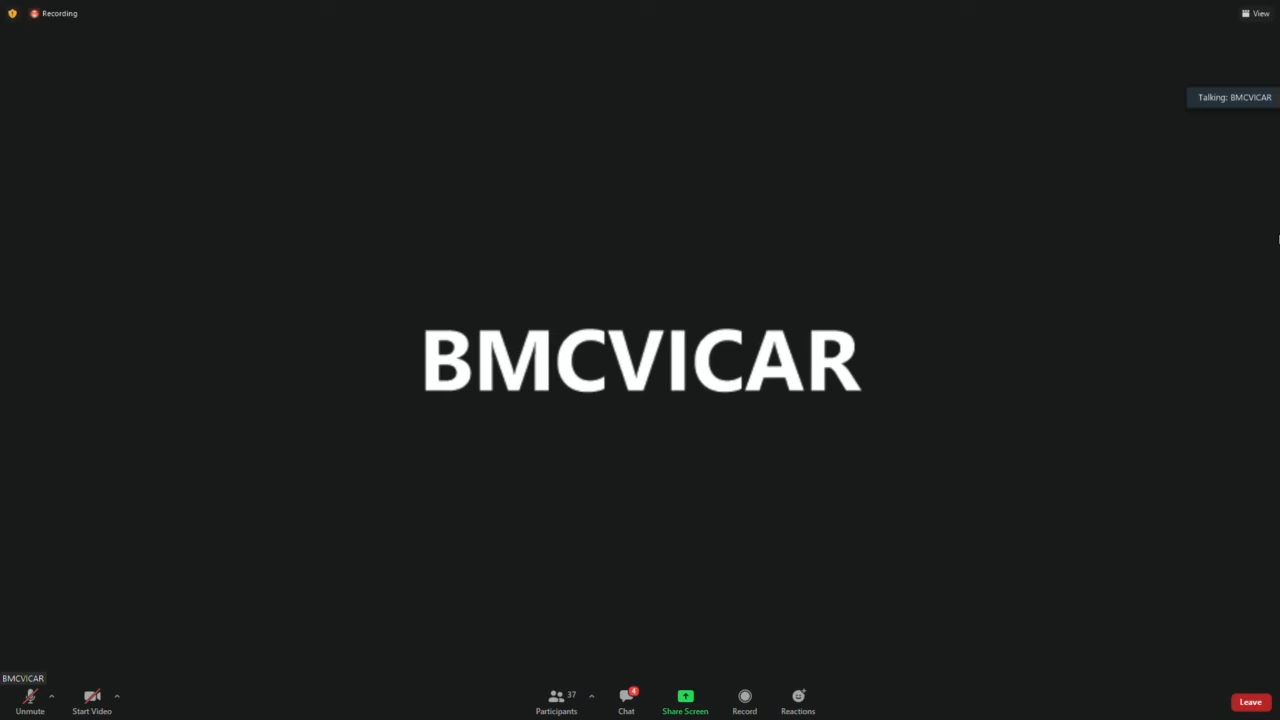 Recording
View
Talking: BMCVICAR
BMCVICAR
BMCVICAR
Unmute
Start Video
37
Participants
4
Chat
Share Screen
Record
Reactions
Leave